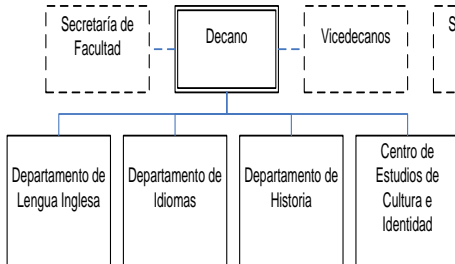 Secretaría de
Facultad
Decano
Vicedecanos
S
Departamento de
Lengua Inglesa
Departamento de
Idiomas
Departamento de
Historia
Centro de
Estudios de
Cultura e
Identidad